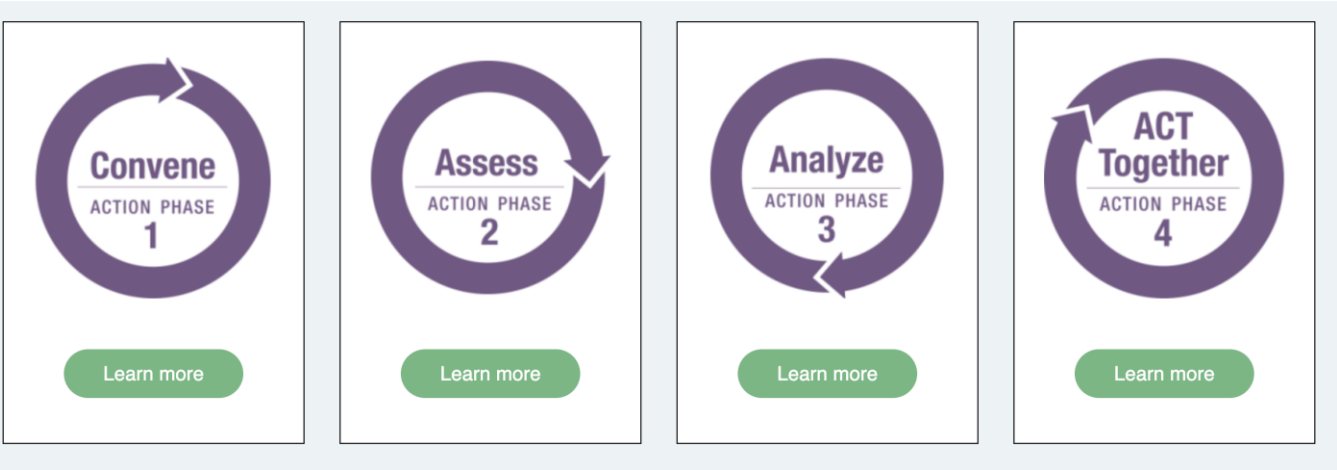 Convene
ACTION PHASE
1
Learn more
Assess
ACTION PHASE
2
Learn more
Analyze
ACTION PHASE
3
Learn more
ACT
Together
ACTION PHASE
4
Learn more